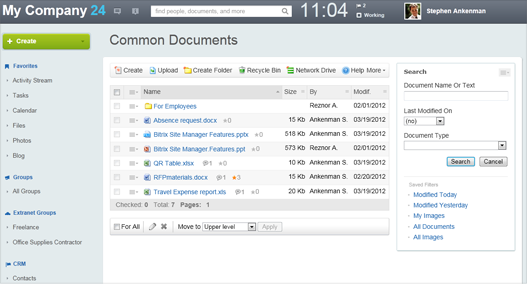 My Company 24
find people, documents, and more
11:04
2
Working
Stephen Ankenman
Create
Favorites
Activity Stream
Tasks
Calendar
Files
Photos
Blog
Groups
All Groups
Extranet Groups
Freelance
Office Supplies Contractor
CRM
Contacts
Common Documents
Create Upload Create Folder Recycle Bin Network Drive Help More
Name Size By Modif.
For Employees Reznor A. 02/01/2012
Absence request.docx 0 15 Kb Ankenman S. 03/19/2012
Bitrix Site Manager.Features.pptx 0 518 Kb Ankenman S. 03/19/2012
Bitrix Site Manager.Features.ppt 0 573 Kb Reznor A. 02/01/2012
QR Table.xlsx 1 0 10 Kb Ankenman S. 03/19/2012
RFPmaterials.docx 1 3 15 Kb Ankenman S. 02/20/2012
Travel Expense report.xls 1 0 20 Kb Ankenman S. 03/19/2012
Checked: 0 Total: 7 Pages: 1
For All Move to Upper level Apply
Search
Document Name Or Text
Last Modified On
(no)
Document Type
Search Cancel
Saved Filters
Modified Today
Modified Yesterday
My Images
All Documents
All Images